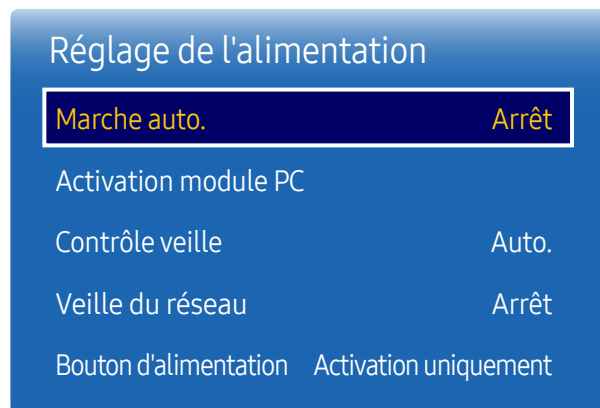 Réglage de l'alimentation
Marche auto. Arrêt
Activation module PC
Contrôle veille Auto.
Veille du réseau Arrêt
Bouton d'alimentation Activation uniquement